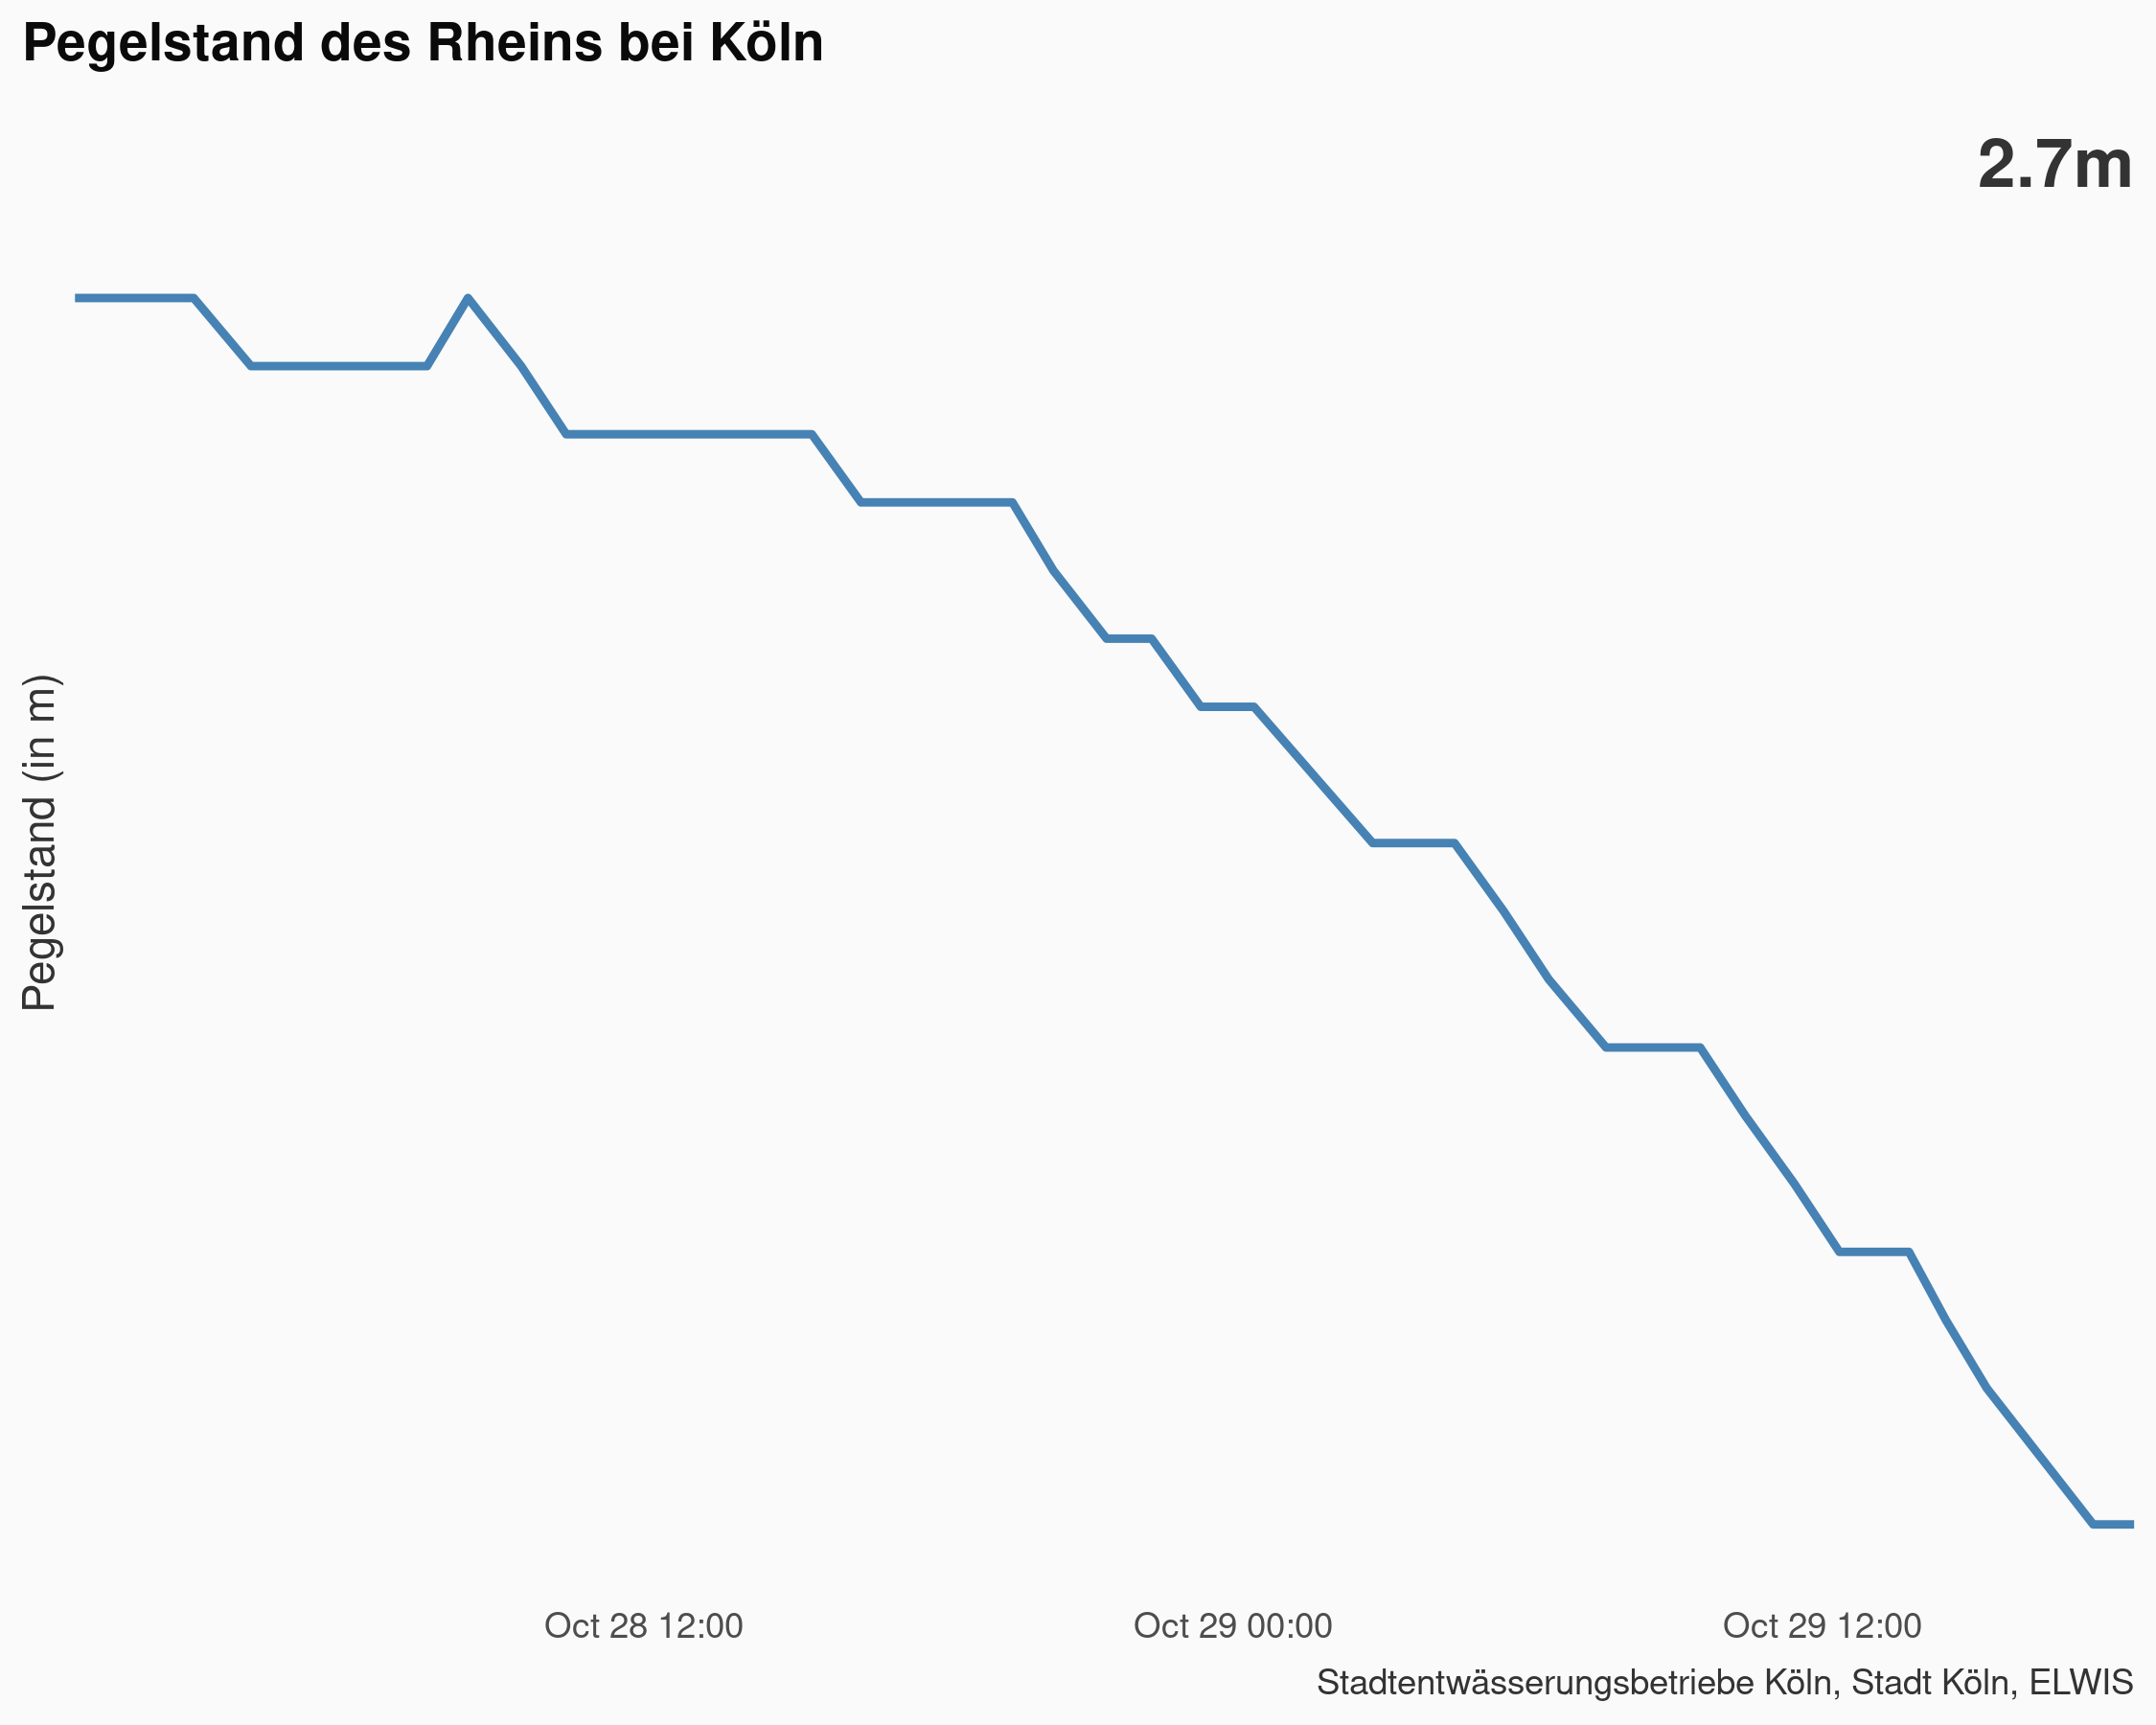 Pegelstand des Rheins bei Köln
2.7m
Pegelstand (in m)
Oct 28 12:00
Oct 29 00:00
Oct 29 12:00
Stadtentwässerungsbetriebe Köln, Stadt Köln, ELWIS